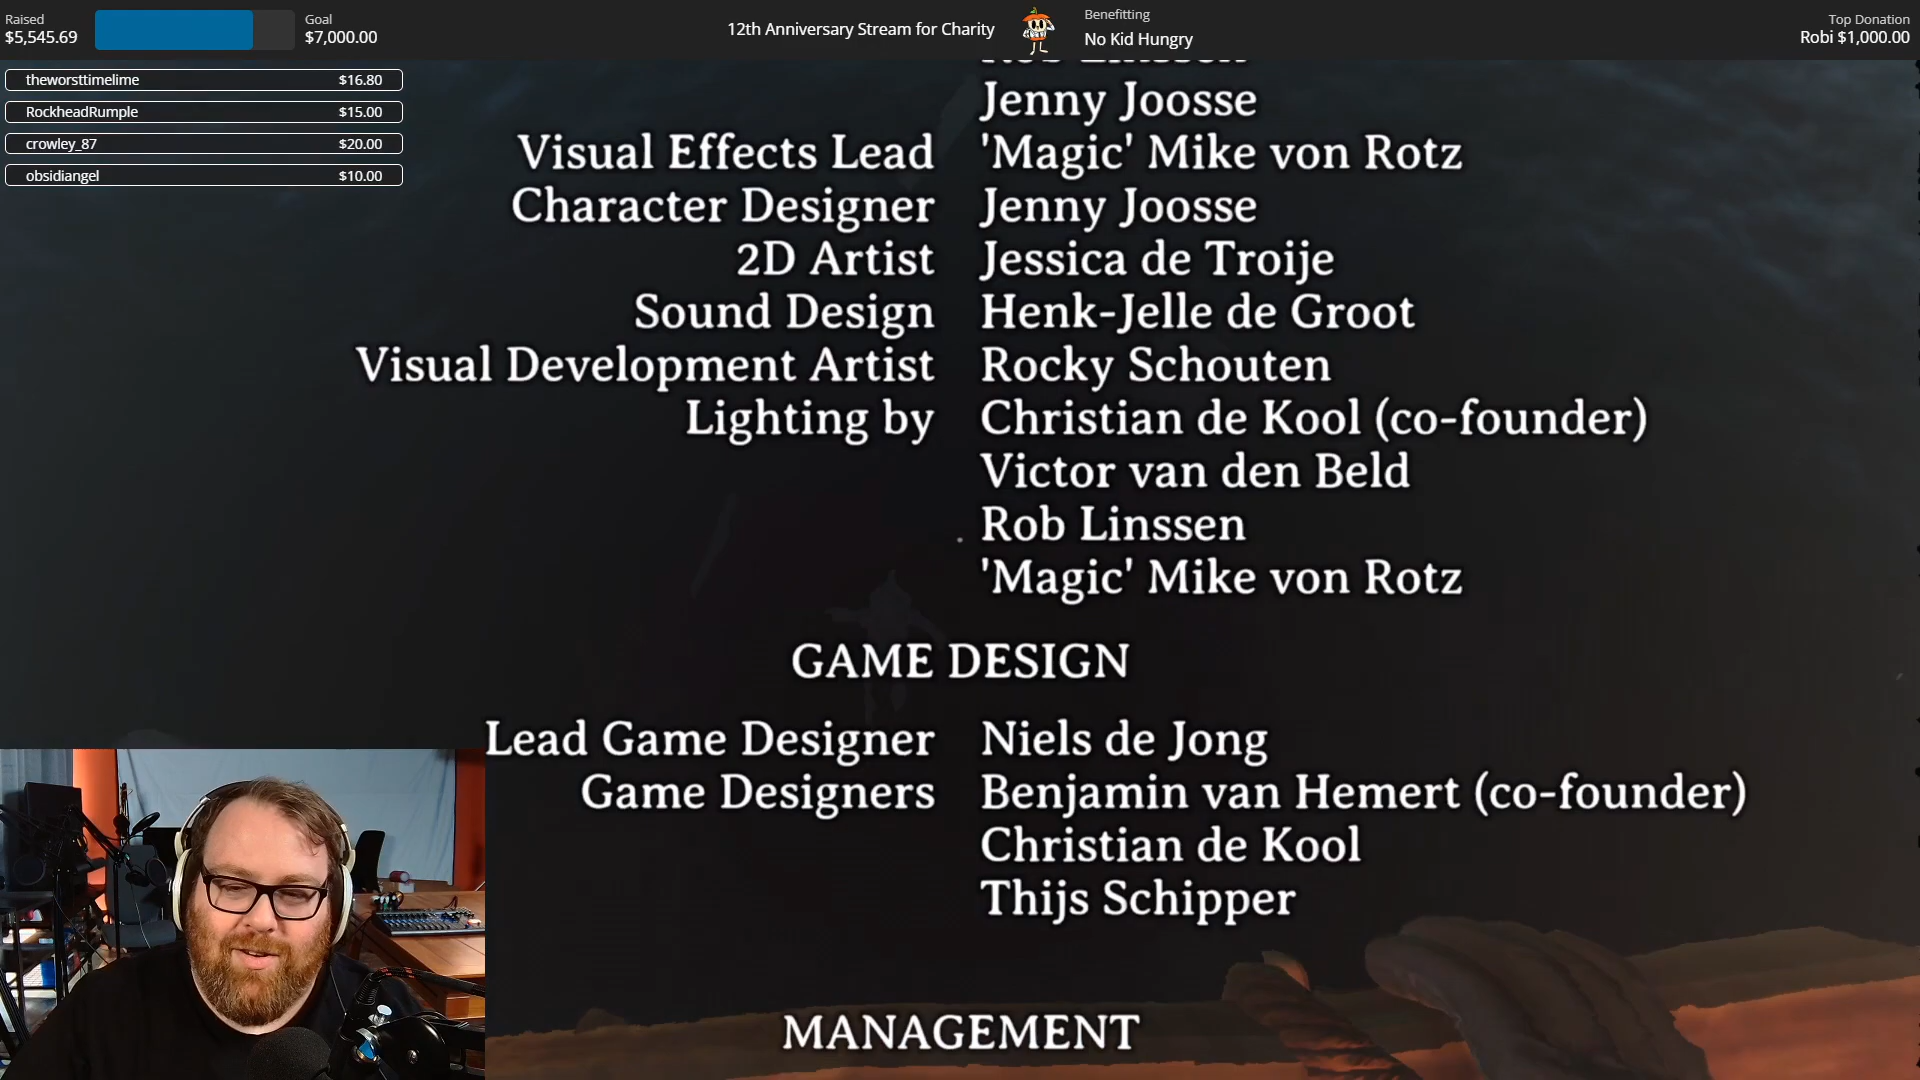 Raised
$5,545.69
Goal
$7,000.00
12th Anniversary Stream for Charity
Benefitting
No Kid Hungry
Top Donation
Robi $1,000.00
theworsttimelime $16.80
RockheadRumple $15.00
crowley_87 $20.00
obsidiangel $10.00
Jenny Joosse
Visual Effects Lead 'Magic' Mike von Rotz
Character Designer Jenny Joosse
2D Artist Jessica de Troije
Sound Design Henk-Jelle de Groot
Visual Development Artist Rocky Schouten
Lighting by Christian de Kool (co-founder)
Victor van den Beld
Rob Linssen
'Magic' Mike von Rotz
GAME DESIGN
Lead Game Designer Niels de Jong
Game Designers Benjamin van Hemert (co-founder)
Christian de Kool
Thijs Schipper
MANAGEMENT